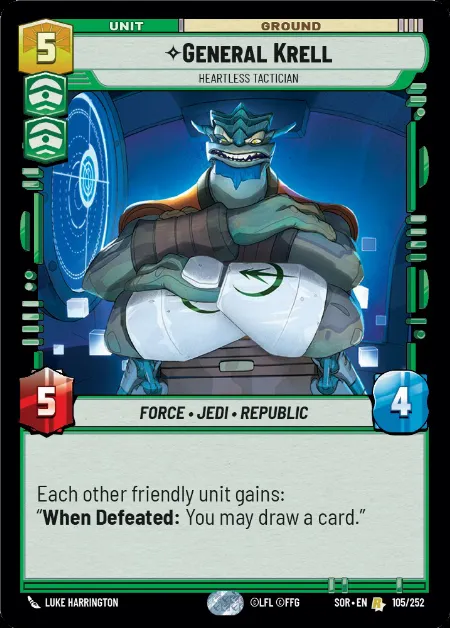 UNIT
GROUND
5
✧GENERAL KRELL
HEARTLESS TACTICIAN
5
FORCE • JEDI • REPUBLIC
4
Each other friendly unit gains:
“When Defeated: You may draw a card.”
LUKE HARRINGTON
©LFL ©FFG
SOR • EN
R
105/252